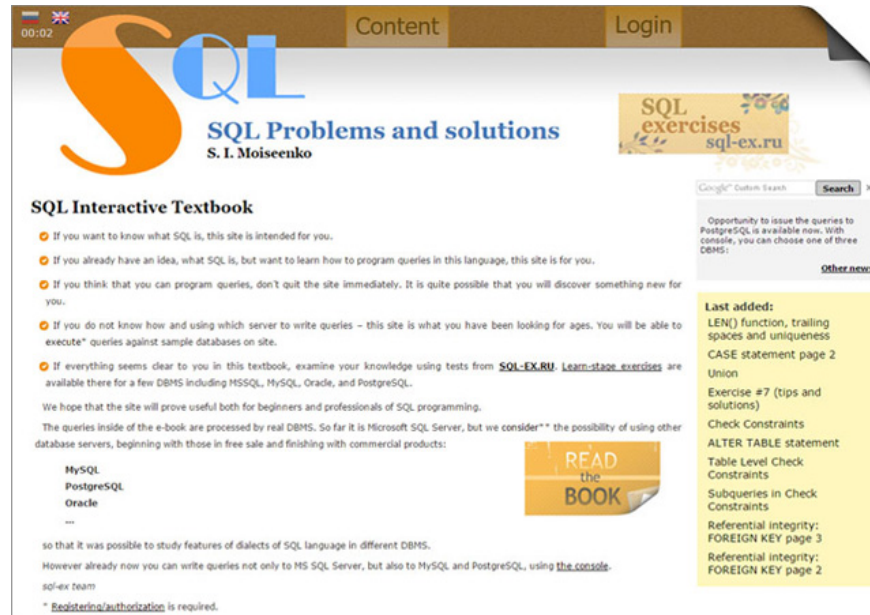 00:02
Content
Login
SQL
SQL Problems and solutions
S. I. Moiseenko
SQL
exercises
sql-ex.ru
Google™ Custom Search
Search
x
SQL Interactive Textbook
If you want to know what SQL is, this site is intended for you.
If you already have an idea, what SQL is, but want to learn how to program queries in this language, this site is for you.
If you think that you can program queries, don't quit the site immediately. It is quite possible that you will discover something new for
you.
If you do not know how and using which server to write queries – this site is what you have been looking for ages. You will be able to
execute* queries against sample databases on site.
If everything seems clear to you in this textbook, examine your knowledge using tests from SQL-EX.RU. Learn-stage exercises are
available there for a few DBMS including MSSQL, MySQL, Oracle, and PostgreSQL.
We hope that the site will prove useful both for beginners and professionals of SQL programming.
The queries inside of the e-book are processed by real DBMS. So far it is Microsoft SQL Server, but we consider** the possibility of using other
database servers, beginning with those in free sale and finishing with commercial products:
MySQL
PostgreSQL
Oracle
...
READ
the
BOOK
so that it was possible to study features of dialects of SQL language in different DBMS.
However already now you can write queries not only to MS SQL Server, but also to MySQL and PostgreSQL, using the console.
sql-ex team
* Registering/authorization is required.
Opportunity to issue the queries to
PostgreSQL is available now. With
console, you can choose one of three
DBMS:
Other news
Last added:
LEN() function, trailing
spaces and uniqueness
CASE statement page 2
Union
Exercise #7 (tips and
solutions)
Check Constraints
ALTER TABLE statement
Table Level Check
Constraints
Subqueries in Check
Constraints
Referential integrity:
FOREIGN KEY page 3
Referential integrity:
FOREIGN KEY page 2